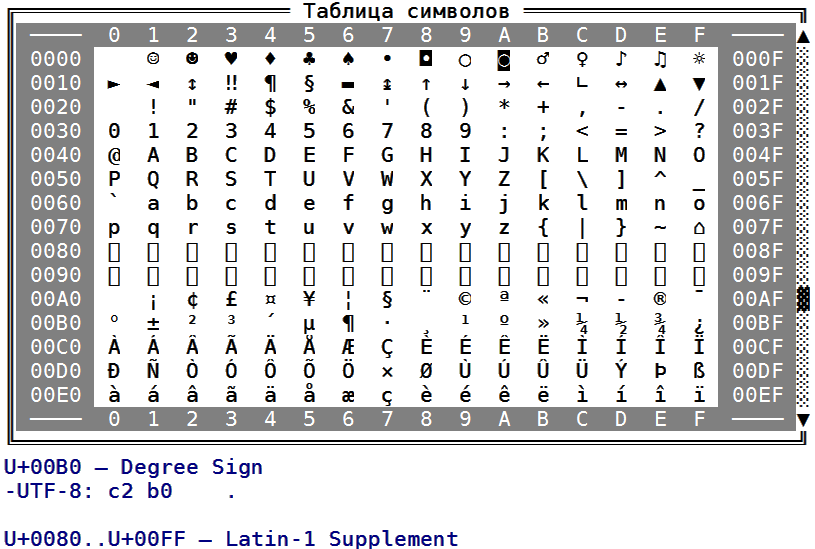 Таблица символов
0 1 2 3 4 5 6 7 8 9 A B C D E F
0000 ☺ ☻ ♥ ♦ ♣ ♠ • ◘ ○ ◙ ♂ ♀ ♪ ♫ ☼ 000F
0010 ► ◄ ↕ ‼ ¶ § ▬ ↨ ↑ ↓ → ← ∟ ↔ ▲ ▼ 001F
0020 ! " # $ % & ' ( ) * + , - . / 002F
0030 0 1 2 3 4 5 6 7 8 9 : ; < = > ? 003F
0040 @ A B C D E F G H I J K L M N O 004F
0050 P Q R S T U V W X Y Z [ \ ] ^ _ 005F
0060 ` a b c d e f g h i j k l m n o 006F
0070 p q r s t u v w x y z { | } ~ ⌂ 007F
0080 ▯ ▯ ▯ ▯ ▯ ▯ ▯ ▯ ▯ ▯ ▯ ▯ ▯ ▯ ▯ ▯ 008F
0090 ▯ ▯ ▯ ▯ ▯ ▯ ▯ ▯ ▯ ▯ ▯ ▯ ▯ ▯ ▯ ▯ 009F
00A0 ¡ ¢ £ ¤ ¥ ¦ § ¨ © ª « ¬ - ® ¯ 00AF
00B0 ° ± ² ³ ´ µ ¶ · ¸ ¹ º » ¼ ½ ¾ ¿ 00BF
00C0 À Á Â Ã Ä Å Æ Ç È É Ê Ë Ì Í Î Ï 00CF
00D0 Ð Ñ Ò Ó Ô Õ Ö × Ø Ù Ú Û Ü Ý Þ ß 00DF
00E0 à á â ã ä å æ ç è é ê ë ì í î ï 00EF
0 1 2 3 4 5 6 7 8 9 A B C D E F
U+00B0 — Degree Sign
-UTF-8: c2 b0 .
U+0080..U+00FF — Latin-1 Supplement